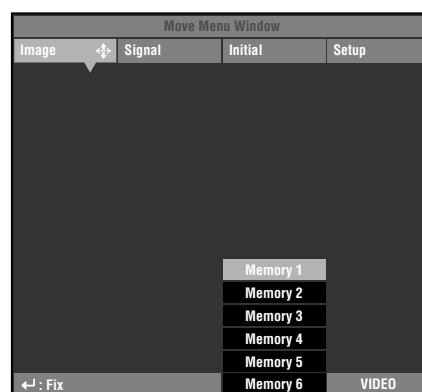 Move Menu Window
Image Signal Initial Setup
Memory 1
Memory 2
Memory 3
Memory 4
Memory 5
↵ : Fix Memory 6 VIDEO